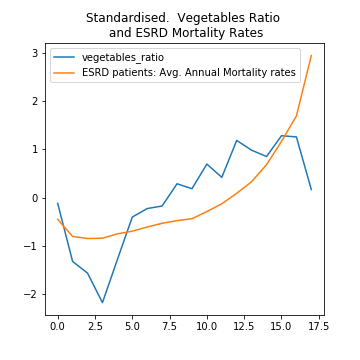 Standardised.  Vegetables Ratio
and ESRD Mortality Rates
vegetables_ratio
ESRD patients: Avg. Annual Mortality rates
3
2
1
0
−1
−2
0.0 2.5 5.0 7.5 10.0 12.5 15.0 17.5